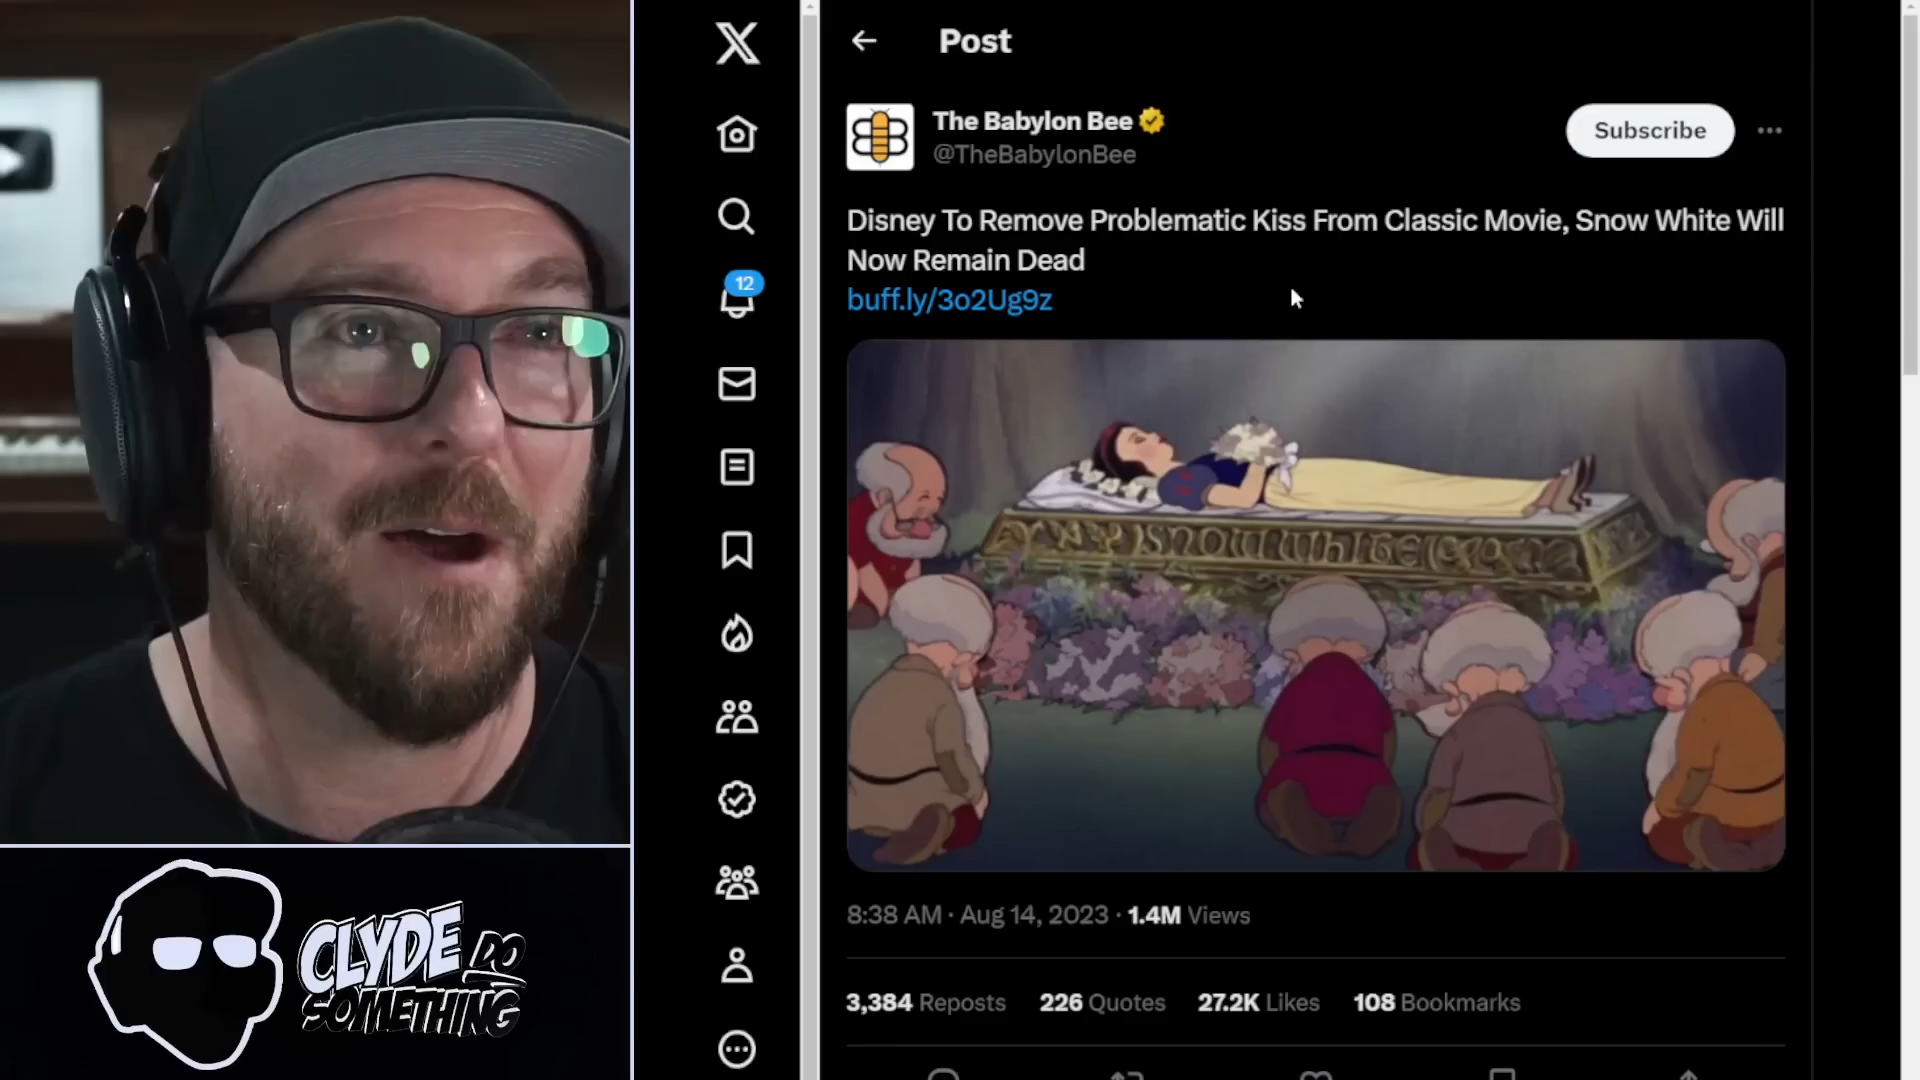 Post
The Babylon Bee
@TheBabylonBee
Subscribe
Disney To Remove Problematic Kiss From Classic Movie, Snow White Will
Now Remain Dead
buff.ly/3o2Ug9z
12
SNOW WHITE
8:38 AM · Aug 14, 2023 · 1.4M Views
3,384 Reposts 226 Quotes 27.2K Likes 108 Bookmarks
CLYDE DO
SOMETHING